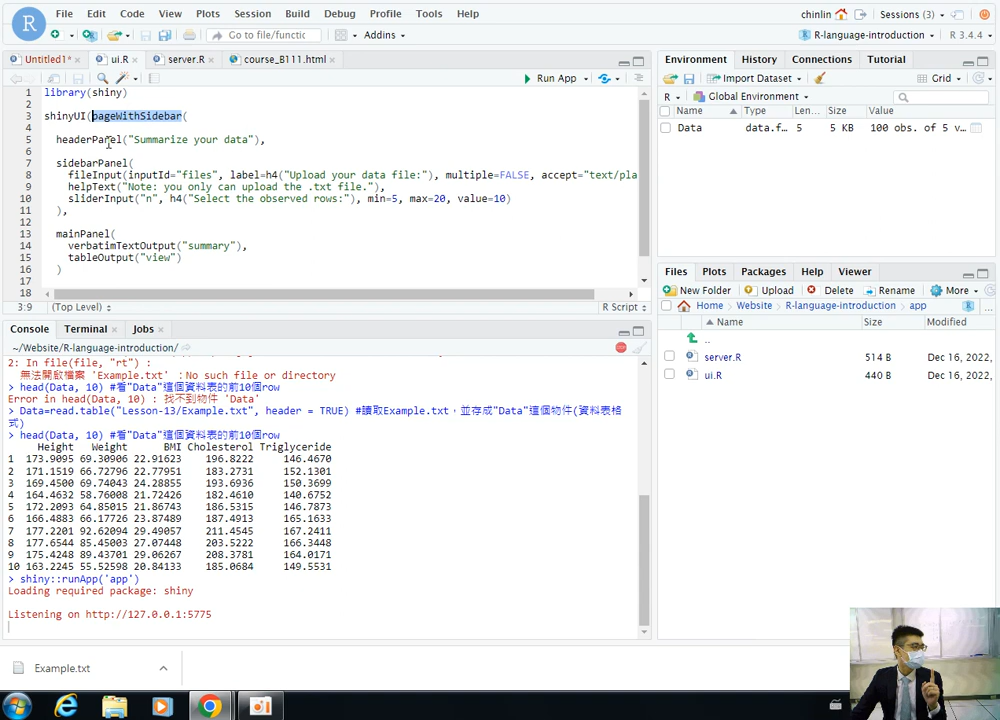 R File Edit Code View Plots Session Build Debug Profile Tools Help chinlin Sessions (3)
Go to file/function Addins R-language-introduction R 3.4.4
Untitled1* ui.R server.R course_B111.html
Run App
1 library(shiny)
2
3 shinyUI(pageWithSidebar(
4
5 headerPanel("Summarize your data"),
6
7 sidebarPanel(
8 fileInput(inputId="files", label=h4("Upload your data file:"), multiple=FALSE, accept="text/pla
9 helpText("Note: you only can upload the .txt file."),
10 sliderInput("n", h4("Select the observed rows:"), min=5, max=20, value=10)
11 ),
12
13 mainPanel(
14 verbatimTextOutput("summary"),
15 tableOutput("view")
16 )
17
18
3:9 (Top Level) R Script
Console Terminal Jobs
~/Website/R-language-introduction/
2: In file(file, "rt") :
無法開啟檔案 'Example.txt' :No such file or directory
> head(Data, 10) #看"Data"這個資料表的前10個row
Error in head(Data, 10) : 找不到物件 'Data'
> Data=read.table("Lesson-13/Example.txt", header = TRUE) #讀取Example.txt，並存成"Data"這個物件(資料表格
式)
> head(Data, 10) #看"Data"這個資料表的前10個row
Height Weight BMI Cholesterol Triglyceride
1 173.9095 69.30906 22.91623 196.8222 146.4670
2 171.1519 66.72796 22.77951 183.2731 152.1301
3 169.4500 69.74043 24.28855 193.6936 150.3699
4 164.4632 58.76008 21.72426 182.4610 140.6752
5 172.2093 64.85015 21.86743 186.5315 146.7873
6 166.4883 66.17726 23.87489 187.4913 165.1633
7 177.2201 92.62094 29.49057 211.4545 167.2411
8 177.6544 85.45003 27.07448 203.5222 166.3448
9 175.4248 89.43701 29.06267 208.3781 164.0171
10 163.2245 55.52598 20.84133 185.0684 149.5531
> shiny::runApp('app')
Loading required package: shiny
Listening on http://127.0.0.1:5775
Environment History Connections Tutorial
Import Dataset Grid
R Global Environment
Name Type Length Size Value
Data data.f… 5 5 KB 100 obs. of 5 v…
Files Plots Packages Help Viewer
New Folder Upload Delete Rename More
Home Website R-language-introduction app
Name Size Modified
..
server.R 514 B Dec 16, 2022,
ui.R 440 B Dec 16, 2022,
Example.txt